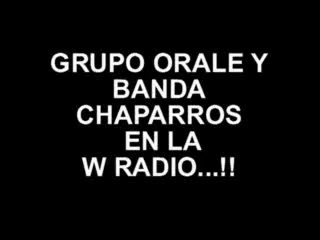 GRUPO ORALE Y
BANDA
CHAPARROS
EN LA
W RADIO...!!